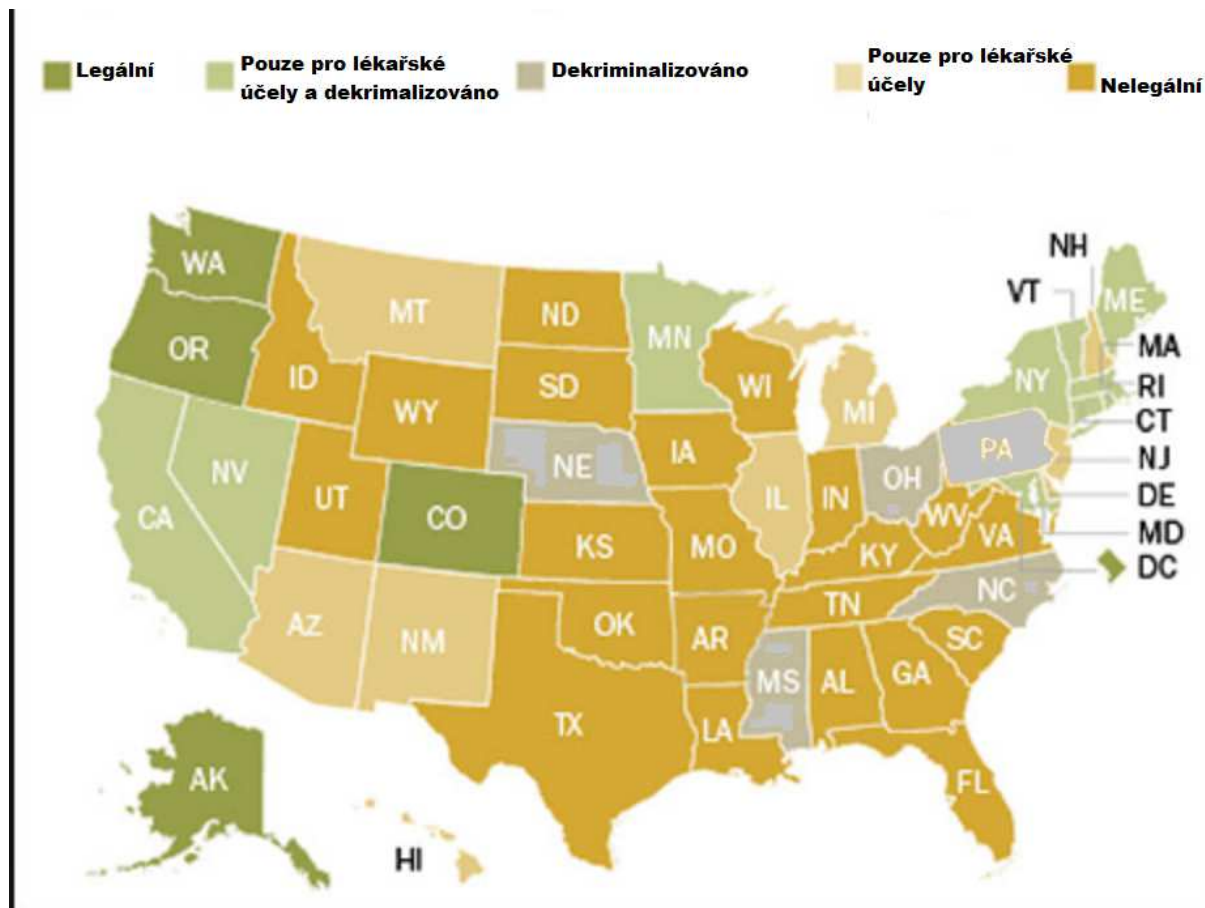 Legální
Pouze pro lékařské
účely a dekrimalizováno
Dekriminalizováno
Pouze pro lékařské
účely
Nelegální
NH
WA
VT
ME
MT
ND
MN
OR
MA
ID
SD
WI
NY
RI
WY
MI
CT
NE
IA
PA
NJ
NV
OH
DE
UT
IL
IN
CA
CO
WV
MD
KS
MO
KY
VA
DC
NC
TN
AZ
NM
OK
AR
SC
MS
AL
GA
TX
LA
FL
AK
HI